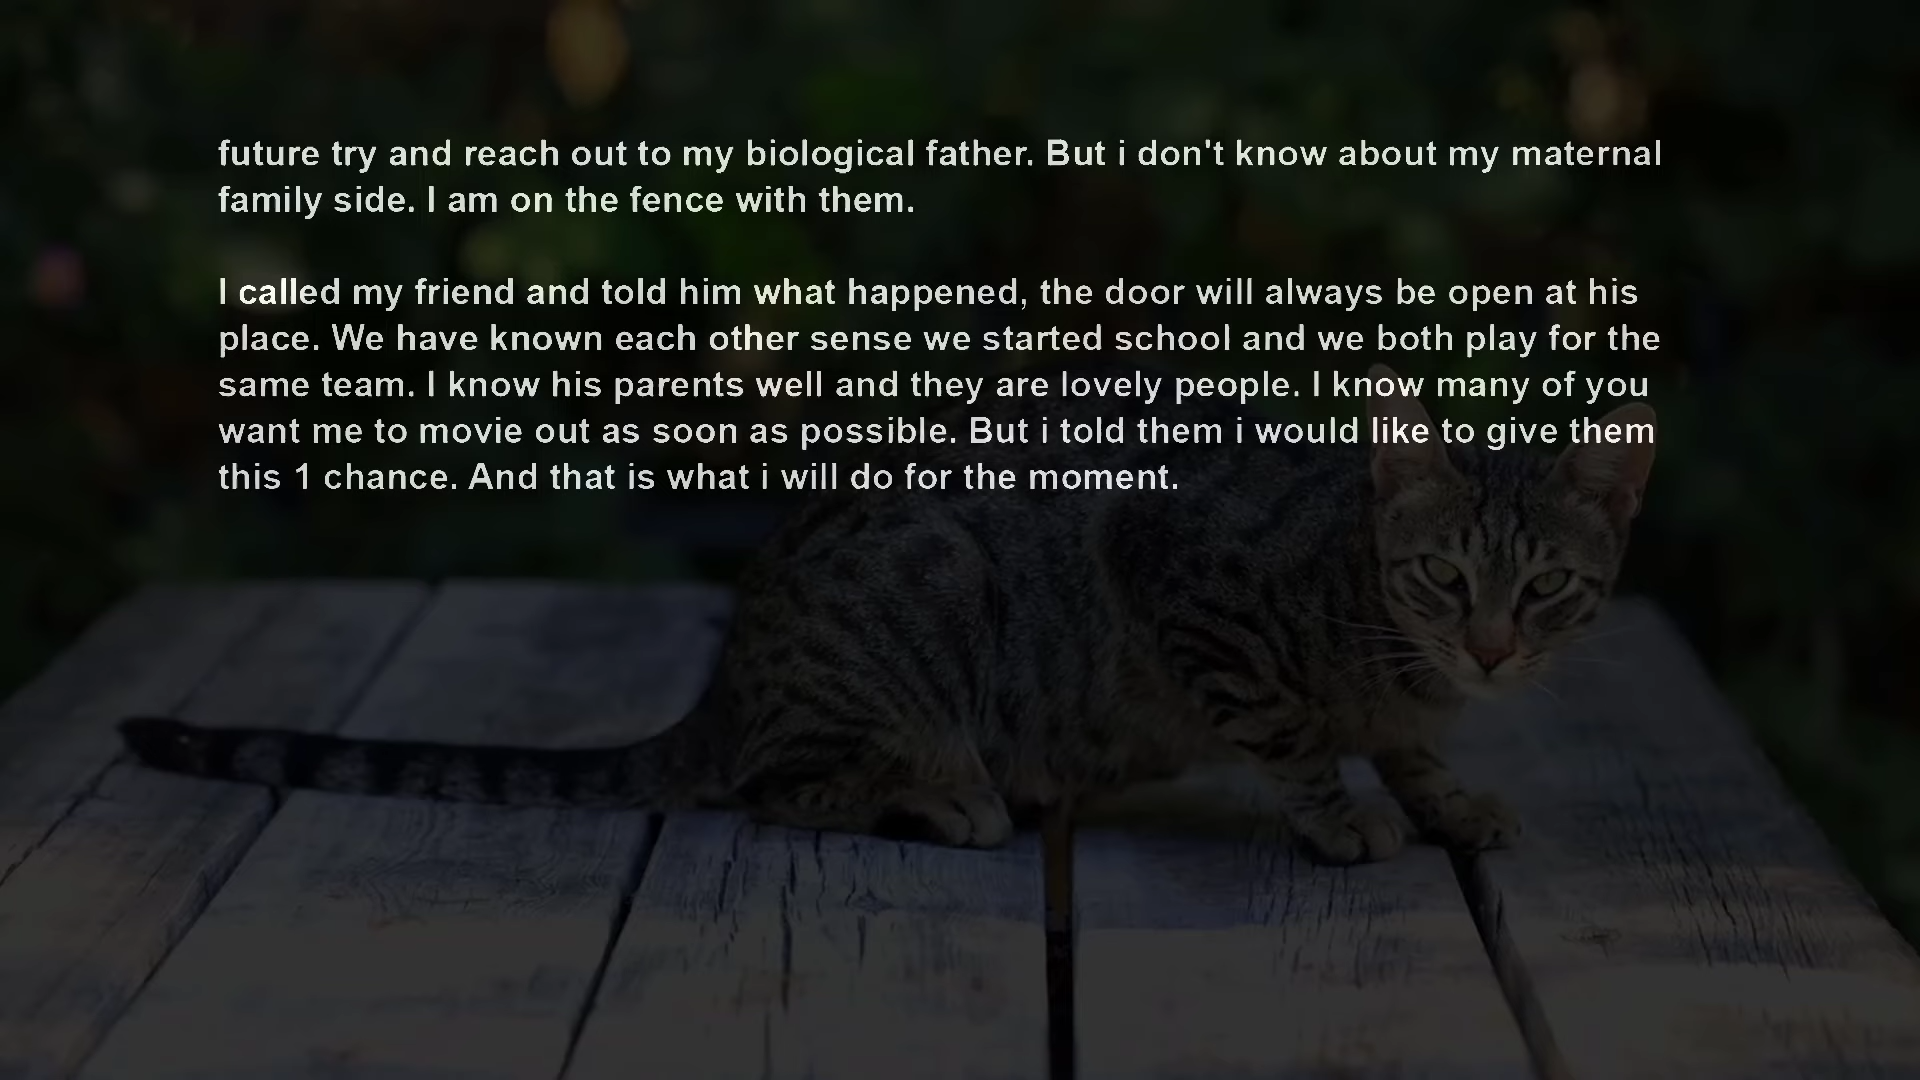 future try and reach out to my biological father. But i don't know about my maternal
family side. I am on the fence with them.
I called my friend and told him what happened, the door will always be open at his
place. We have known each other sense we started school and we both play for the
same team. I know his parents well and they are lovely people. I know many of you
want me to movie out as soon as possible. But i told them i would like to give them
this 1 chance. And that is what i will do for the moment.